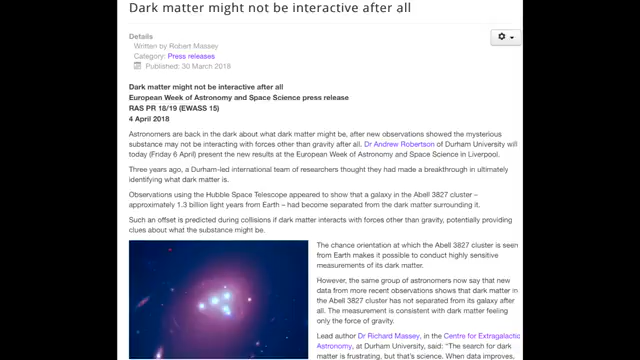 Dark matter might not be interactive after all
Details
Written by Robert Massey
Category: Press releases
Published: 30 March 2018
Dark matter might not be interactive after all
European Week of Astronomy and Space Science press release
RAS PR 18/19 (EWASS 15)
4 April 2018
Astronomers are back in the dark about what dark matter might be, after new observations showed the mysterious
substance may not be interacting with forces other than gravity after all. Dr Andrew Robertson of Durham University will
today (Friday 6 April) present the new results at the European Week of Astronomy and Space Science in Liverpool.
Three years ago, a Durham-led international team of researchers thought they had made a breakthrough in ultimately
identifying what dark matter is.
Observations using the Hubble Space Telescope appeared to show that a galaxy in the Abell 3827 cluster –
approximately 1.3 billion light years from Earth – had become separated from the dark matter surrounding it.
Such an offset is predicted during collisions if dark matter interacts with forces other than gravity, potentially providing
clues about what the substance might be.
The chance orientation at which the Abell 3827 cluster is seen
from Earth makes it possible to conduct highly sensitive
measurements of its dark matter.
However, the same group of astronomers now say that new
data from more recent observations shows that dark matter in
the Abell 3827 cluster has not separated from its galaxy after
all. The measurement is consistent with dark matter feeling
only the force of gravity.
Lead author Dr Richard Massey, in the Centre for Extragalactic
Astronomy, at Durham University, said: “The search for dark
matter is frustrating, but that's science. When data improves,